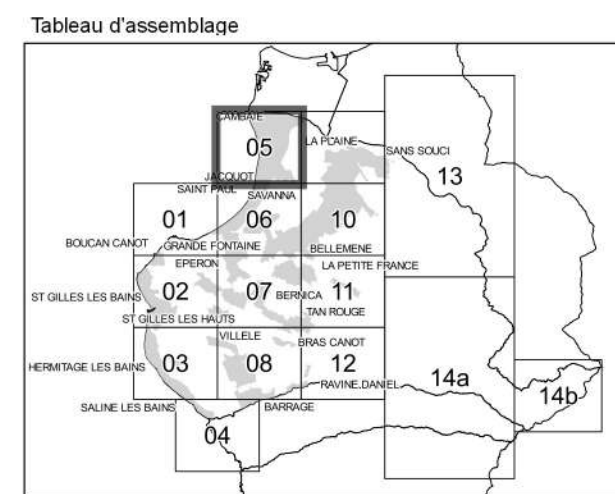 Tableau d'assemblage
CAMBAIE
05
LA PLAINE
SANS SOUCI
JACQUOT
13
SAINT PAUL
SAVANNA
01
06
10
BOUCAN CANOT
GRANDE FONTAINE
BELLEMENE
EPERON
LA PETITE FRANCE
ST GILLES LES BAINS
02
07
BERNICA
11
ST GILLES LES HAUTS
TAN ROUGE
VILLELE
BRAS CANOT
HERMITAGE LES BAINS
03
08
12
14a
14b
RAVINE DANIEL
SALINE LES BAINS
BARRAGE
04